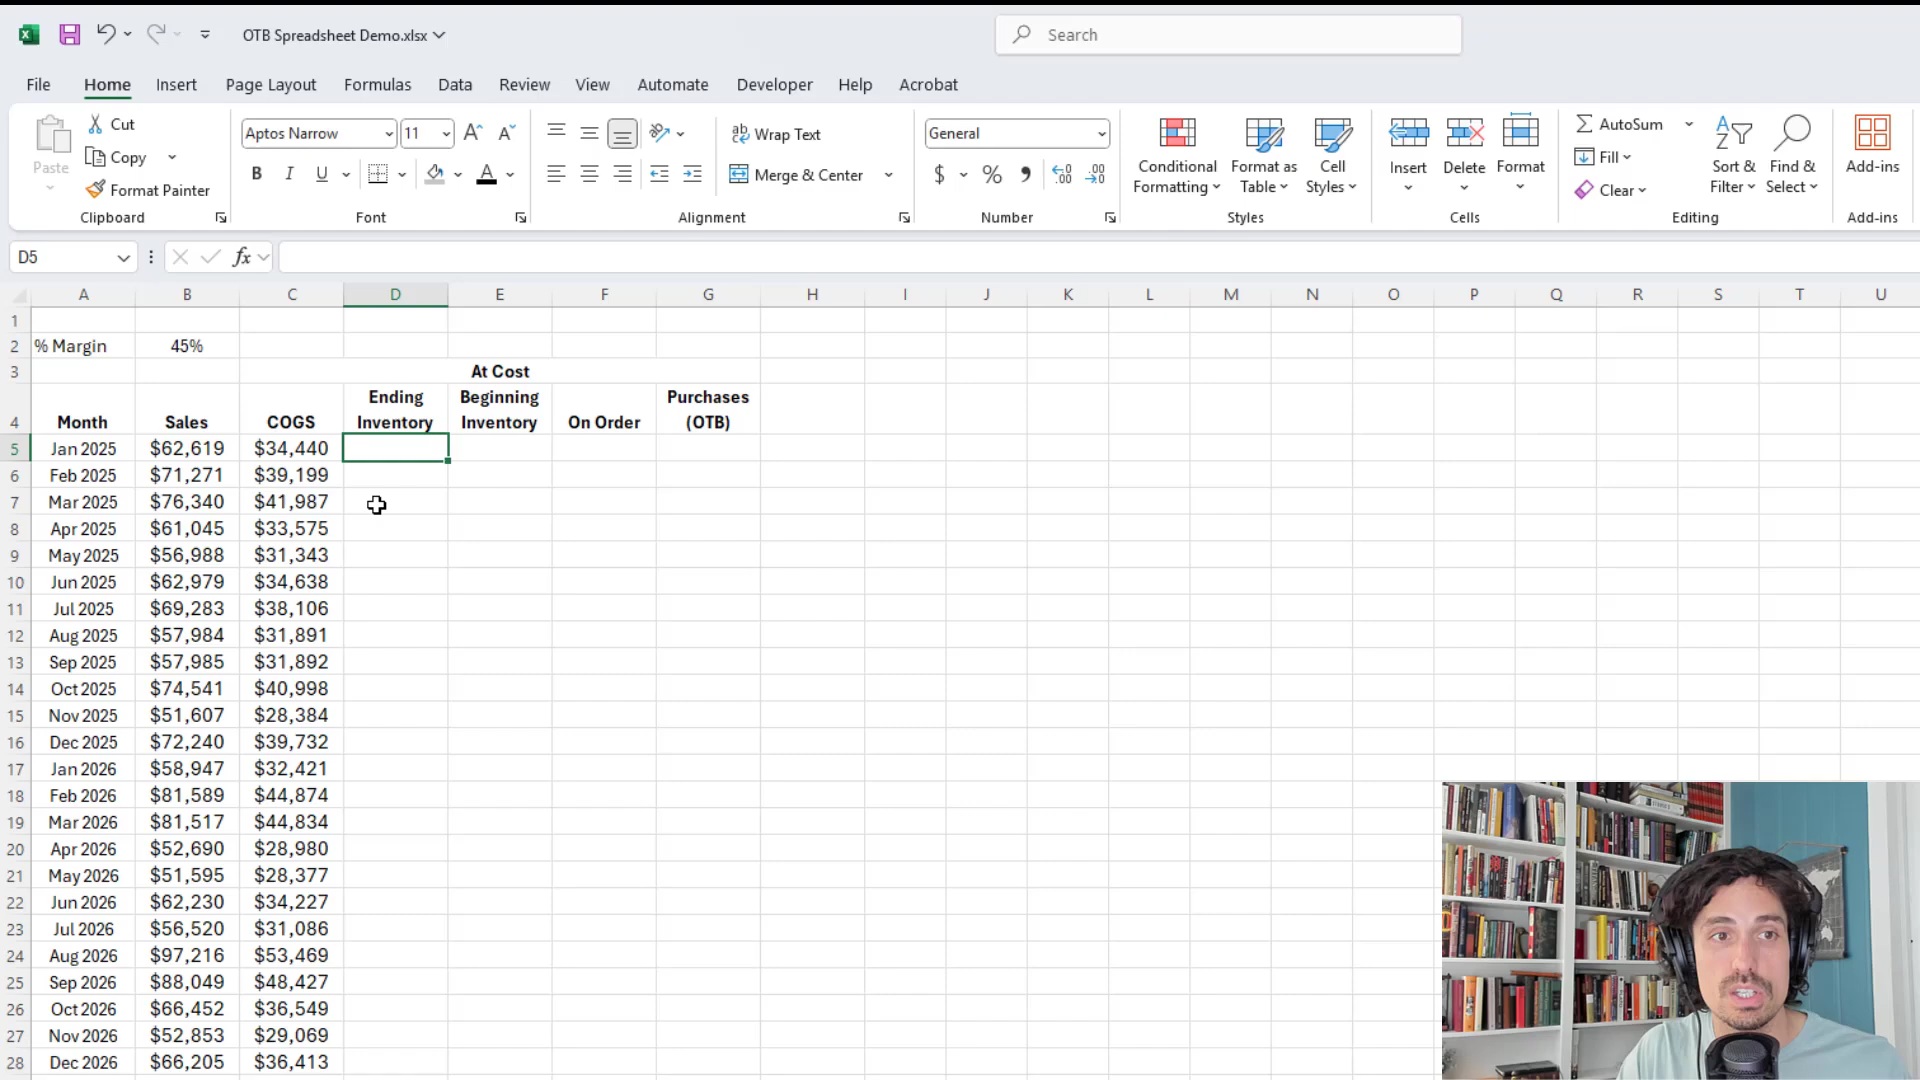 OTB Spreadsheet Demo.xlsx
Search
File Home Insert Page Layout Formulas Data Review View Automate Developer Help Acrobat
Paste
Cut
Copy
Format Painter
Clipboard
Aptos Narrow 11 A A
B I U A
Font
ab Wrap Text
Merge & Center
Alignment
General
$ % ,
Number
Conditional Formatting
Format as Table
Cell Styles
Styles
Insert
Delete
Format
Cells
AutoSum
Fill
Clear
Sort & Filter
Find & Select
Editing
Add-ins
Add-ins
D5 fx
A B C D E F G H I J K L M N O P Q R S T U
1
2 % Margin 45%
3 At Cost
Ending Beginning Purchases
4 Month Sales COGS Inventory Inventory On Order (OTB)
5 Jan 2025 $62,619 $34,440
6 Feb 2025 $71,271 $39,199
7 Mar 2025 $76,340 $41,987
8 Apr 2025 $61,045 $33,575
9 May 2025 $56,988 $31,343
10 Jun 2025 $62,979 $34,638
11 Jul 2025 $69,283 $38,106
12 Aug 2025 $57,984 $31,891
13 Sep 2025 $57,985 $31,892
14 Oct 2025 $74,541 $40,998
15 Nov 2025 $51,607 $28,384
16 Dec 2025 $72,240 $39,732
17 Jan 2026 $58,947 $32,421
18 Feb 2026 $81,589 $44,874
19 Mar 2026 $81,517 $44,834
20 Apr 2026 $52,690 $28,980
21 May 2026 $51,595 $28,377
22 Jun 2026 $62,230 $34,227
23 Jul 2026 $56,520 $31,086
24 Aug 2026 $97,216 $53,469
25 Sep 2026 $88,049 $48,427
26 Oct 2026 $66,452 $36,549
27 Nov 2026 $52,853 $29,069
28 Dec 2026 $66,205 $36,413